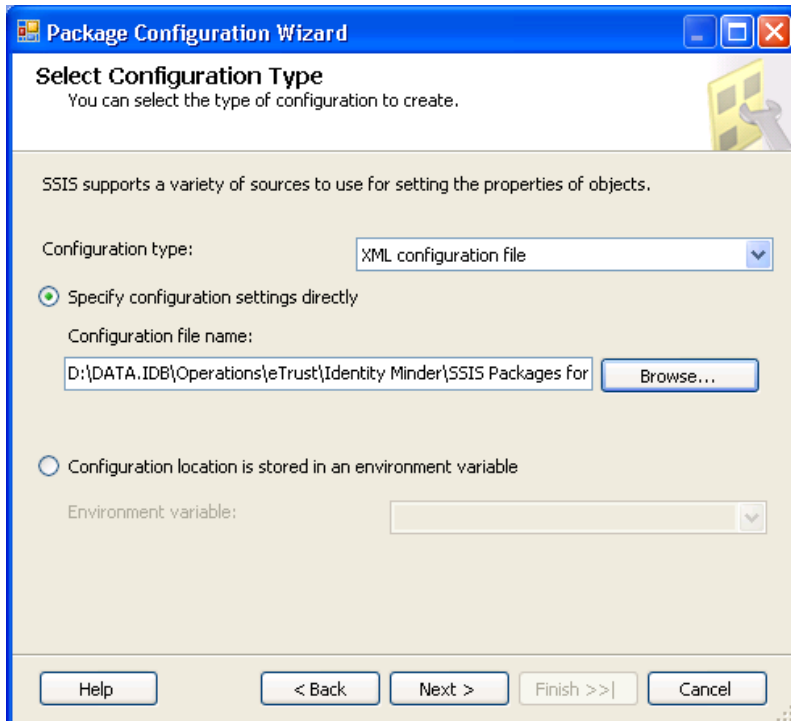 Package Configuration Wizard
Select Configuration Type
You can select the type of configuration to create.
SSIS supports a variety of sources to use for setting the properties of objects.
Configuration type:
XML configuration file
Specify configuration settings directly
Configuration file name:
D:\DATA.IDB\Operations\eTrust\Identity Minder\SSIS Packages for
Browse...
Configuration location is stored in an environment variable
Environment variable:
Help
< Back
Next >
Finish >>|
Cancel